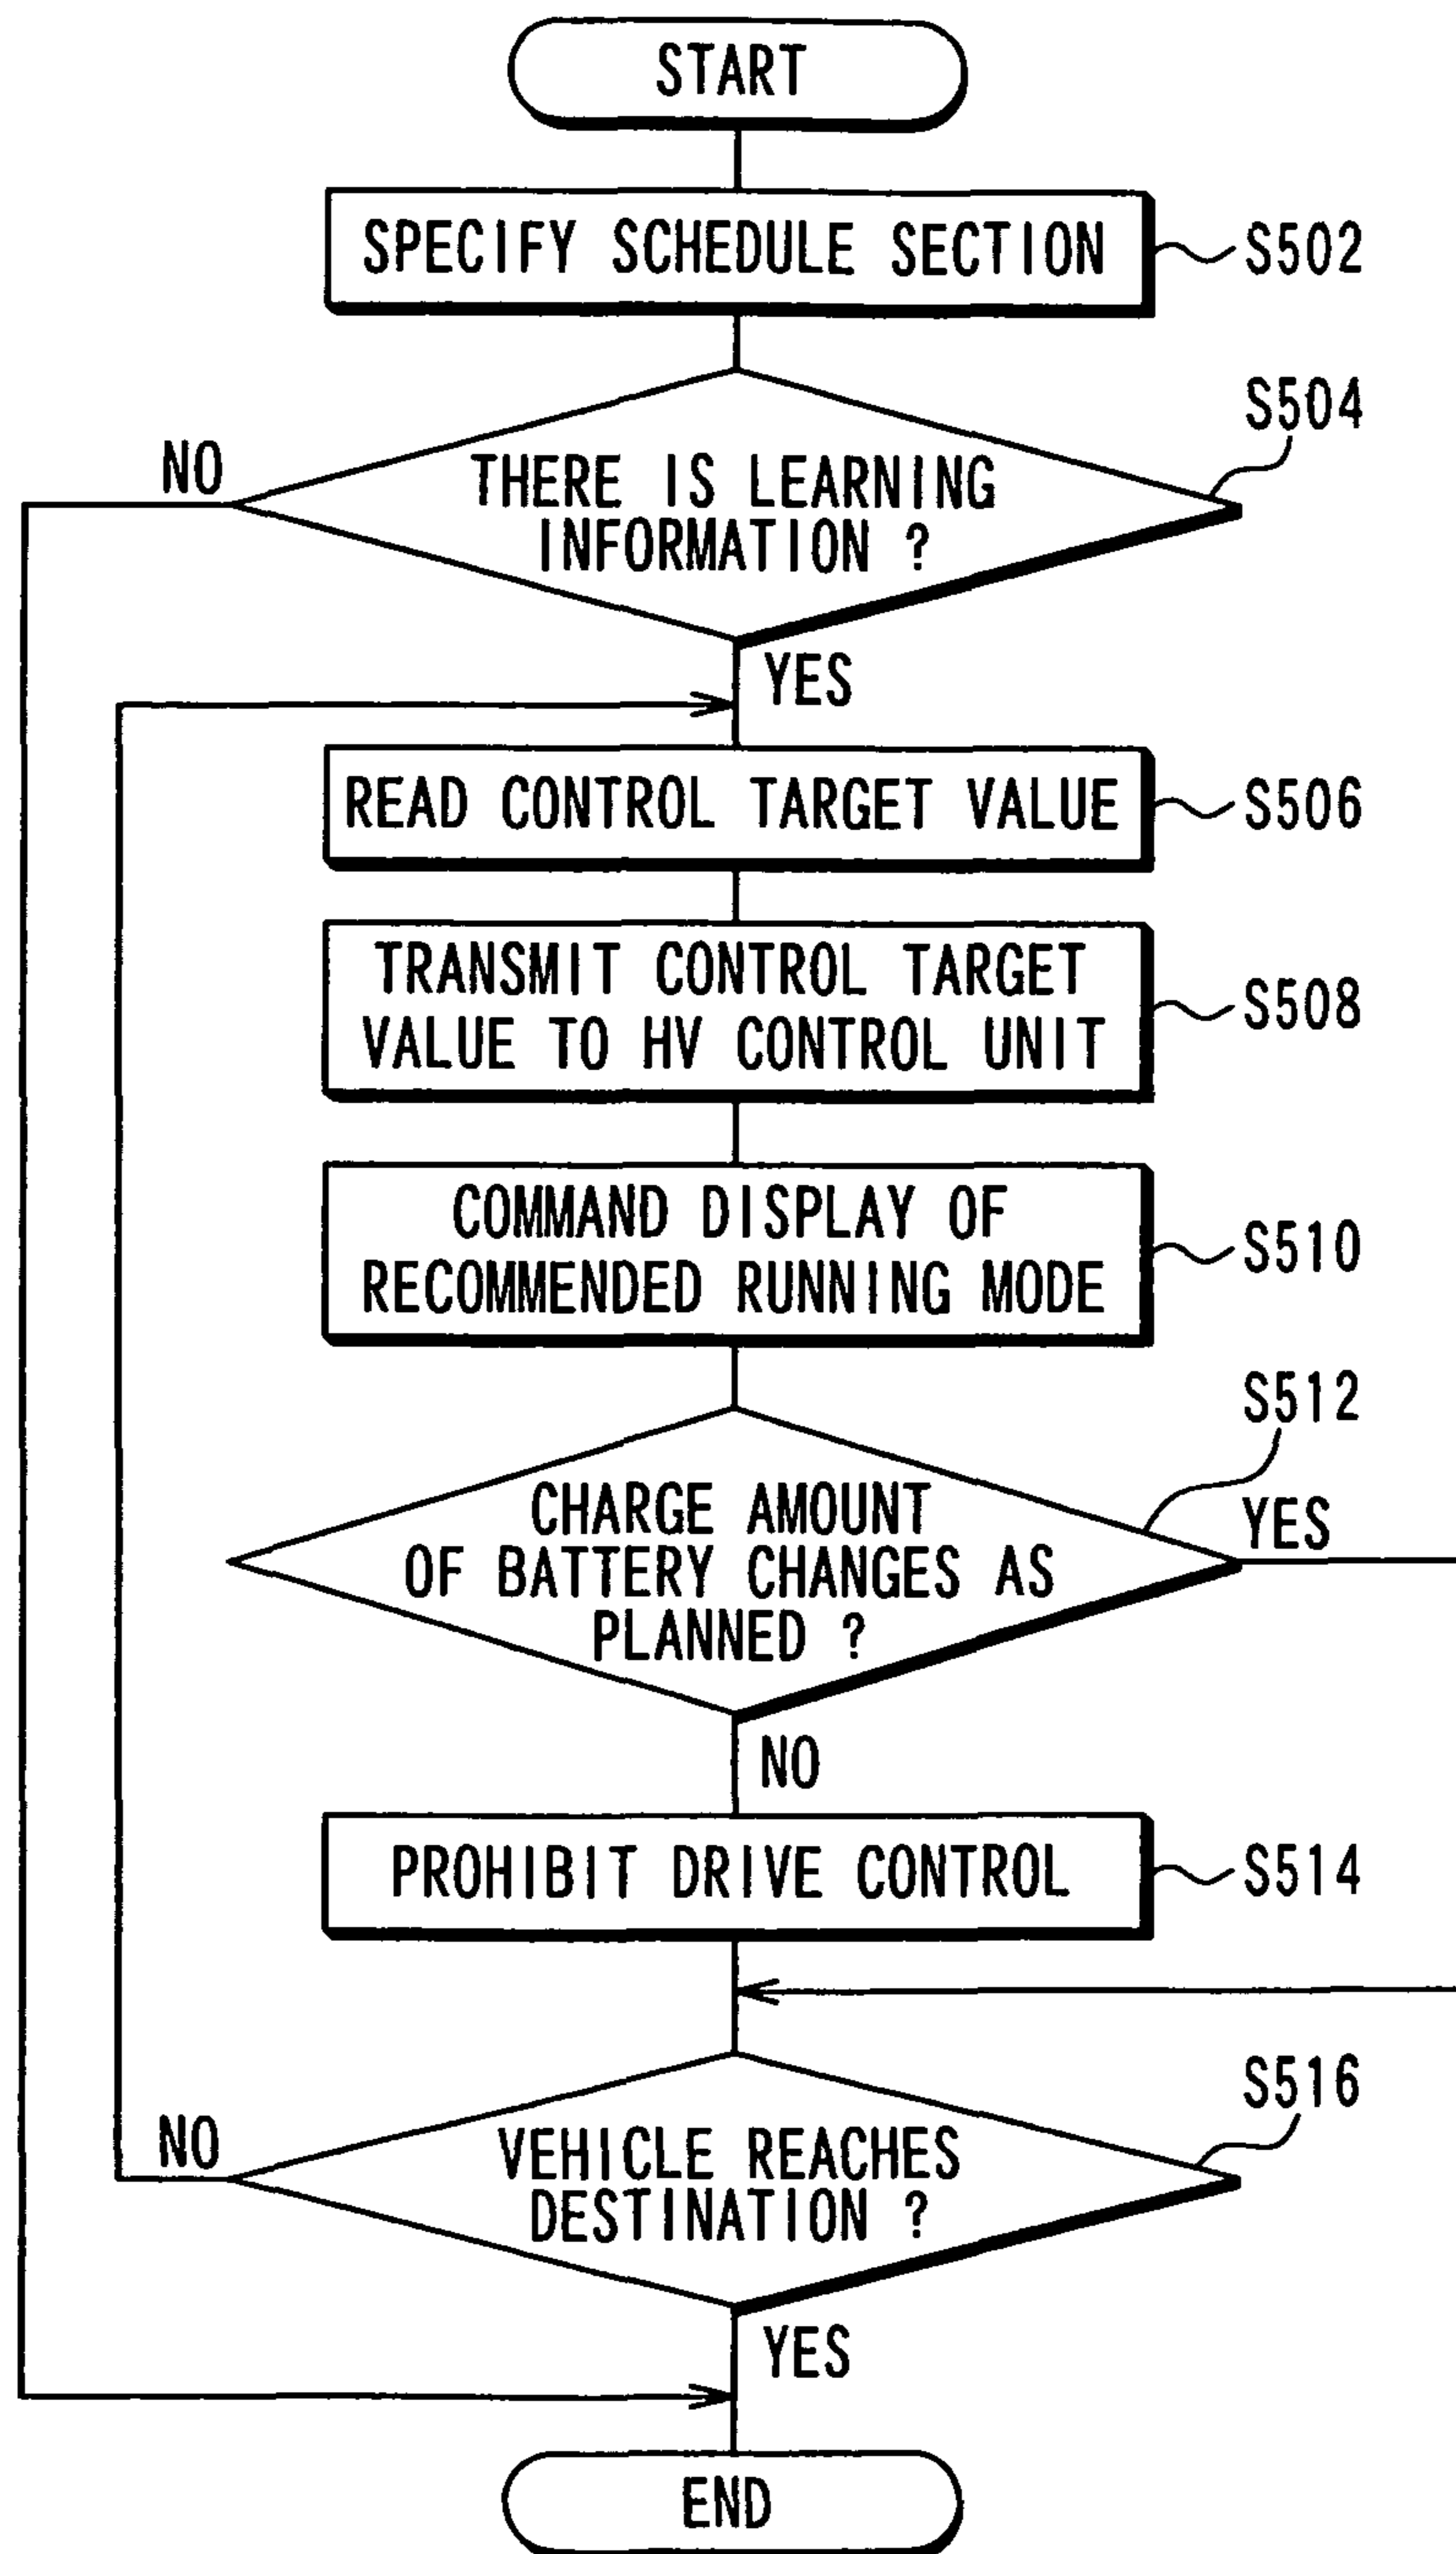 START
SPECIFY SCHEDULE SECTION
S502
S504
NO
THERE IS LEARNING
INFORMATION ?
YES
READ CONTROL TARGET VALUE
S506
TRANSMIT CONTROL TARGET
VALUE TO HV CONTROL UNIT
S508
COMMAND DISPLAY OF
RECOMMENDED RUNNING MODE
S510
S512
CHARGE AMOUNT
OF BATTERY CHANGES AS
PLANNED ?
YES
NO
PROHIBIT DRIVE CONTROL
S514
S516
NO
VEHICLE REACHES
DESTINATION ?
YES
END